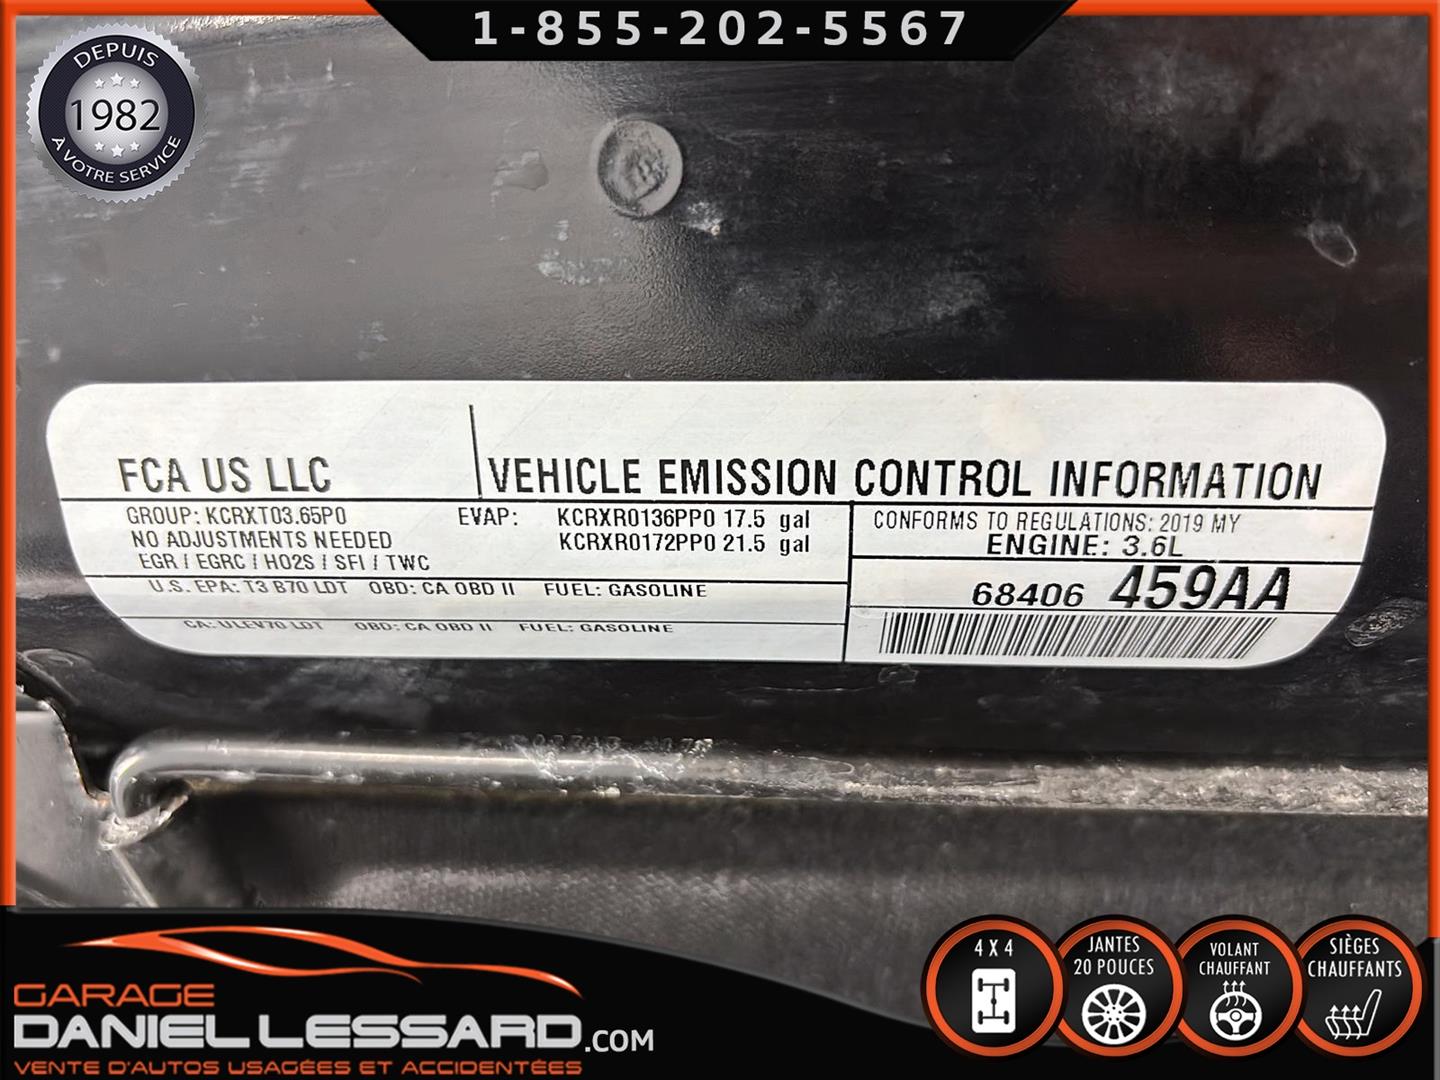 1-855-202-5567
DEPUIS
1982
À VOTRE SERVICE
FCA US LLC
VEHICLE EMISSION CONTROL INFORMATION
GROUP: KCRXT03.65P0
NO ADJUSTMENTS NEEDED
EGR / EGRC / HO2S / SFI / TWC
EVAP: KCRXR0136PP0 17.5 gal
KCRXR0172PP0 21.5 gal
CONFORMS TO REGULATIONS: 2019 MY
ENGINE: 3.6L
U.S. EPA: T3 B70 LDT OBD: CA OBD II FUEL: GASOLINE
68406 459AA
CA: ULEV70 LDT OBD: CA OBD II FUEL: GASOLINE
4 X 4
JANTES
20 POUCES
VOLANT
CHAUFFANT
SIÈGES
CHAUFFANTS
GARAGE
DANIEL LESSARD.COM
VENTE D'AUTOS USAGÉES ET ACCIDENTÉES